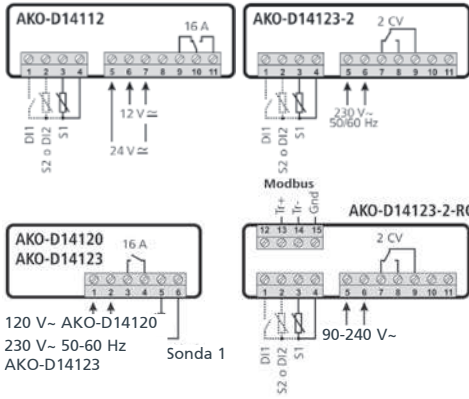 AKO-D14112
16 A
1 2 3 4 5 6 7 8 9 10 11
DI1
S2 o DI2
S1
12 V ≂
24 V ≂
AKO-D14123-2
2 CV
1 2 3 4 5 6 7 8 9 10 11
DI1
S2 o DI2
S1
230 V~
50/60 Hz
AKO-D14120
AKO-D14123
16 A
1 2 3 4 5 6
120 V~ AKO-D14120
230 V~ 50-60 Hz
AKO-D14123
Sonda 1
Modbus
Tr+
Tr-
Gnd
12 13 14 15
AKO-D14123-2-RC
2 CV
1 2 3 4 5 6 7 8 9 10 11
DI1
S2 o DI2
S1
90-240 V~